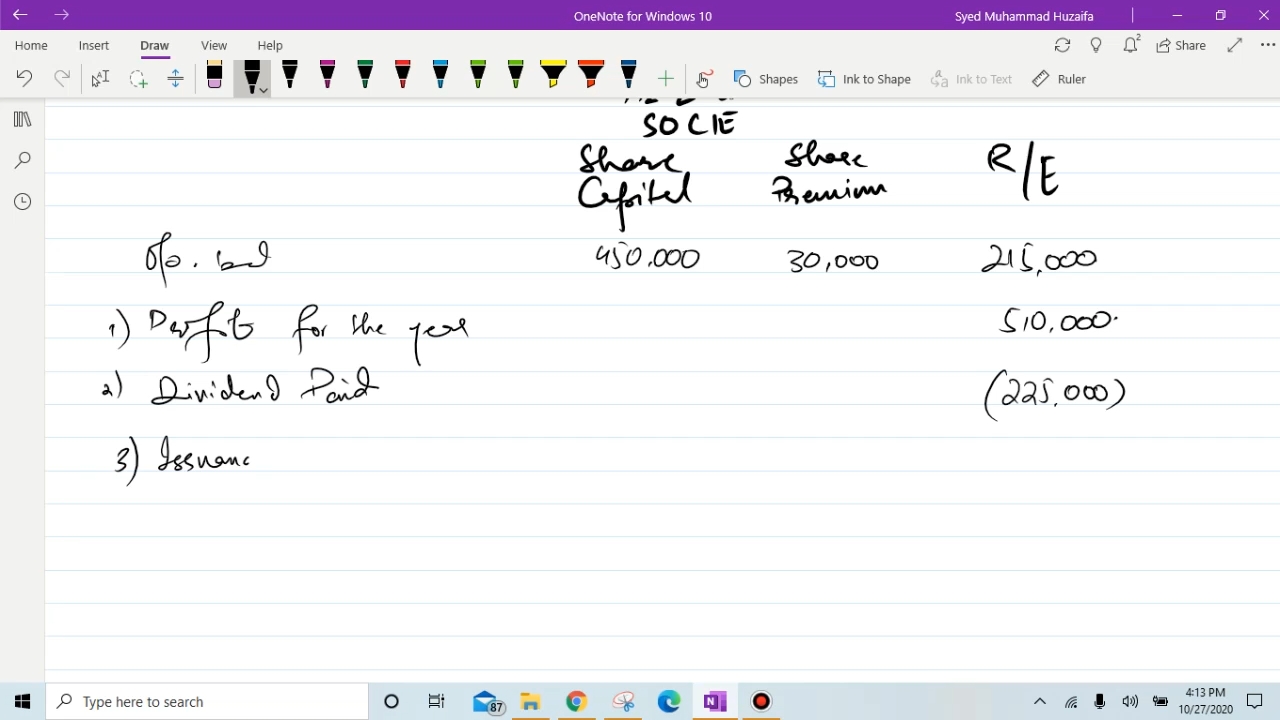 OneNote for Windows 10
Syed Muhammad Huzaifa
Home Insert Draw View Help
2 Share
Shapes Ink to Shape Ink to Text Ruler
SOCIE
Share Capital Share Premium R/E
O/p. bal 450,000 30,000 215,000
1) Profit for the year 510,000
2) Dividend Paid (225,000)
3) Issuanc
Type here to search
87
4:13 PM
10/27/2020